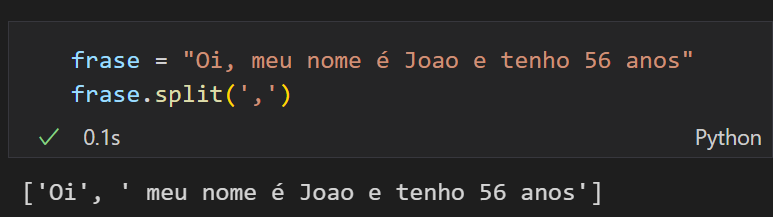 frase = "Oi, meu nome é Joao e tenho 56 anos"
frase.split(',')
0.1s Python
['Oi', ' meu nome é Joao e tenho 56 anos']